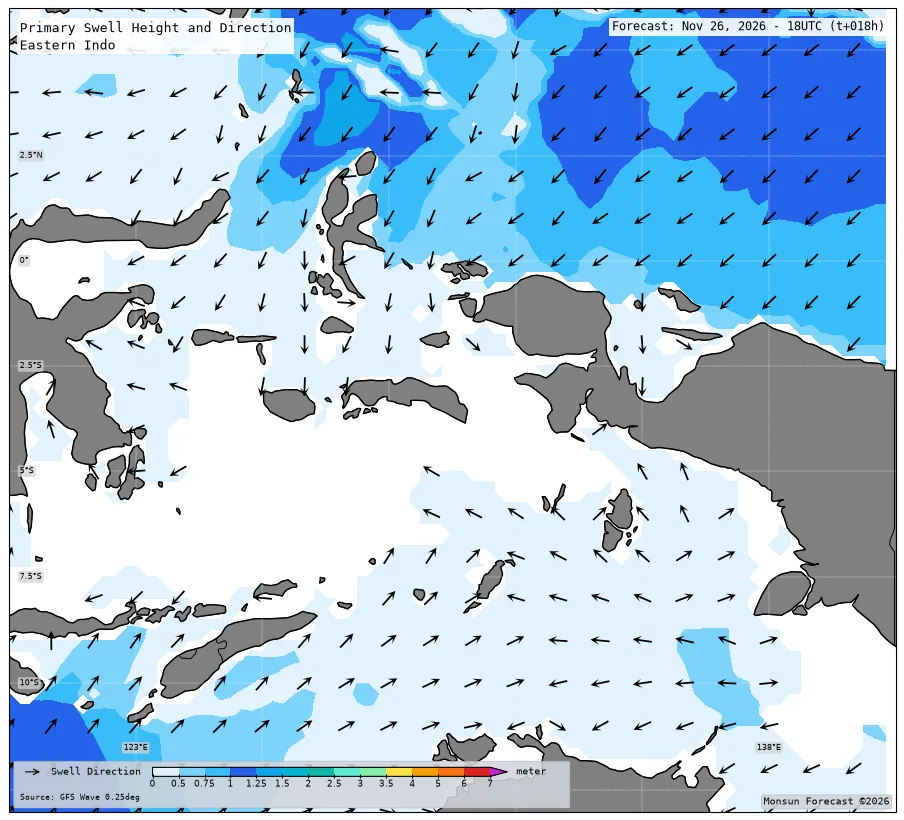 Primary Swell Height and Direction
Eastern Indo
Forecast: Nov 26, 2026 - 18UTC (t+018h)
2.5°N
0°
2.5°S
5°S
7.5°S
10°S
123°E
138°E
Swell Direction
0 0.5 0.75 1 1.25 1.5 2 2.5 3 3.5 4 5 6 7
meter
Source: GFS Wave 0.25deg
Monsun Forecast ©2026